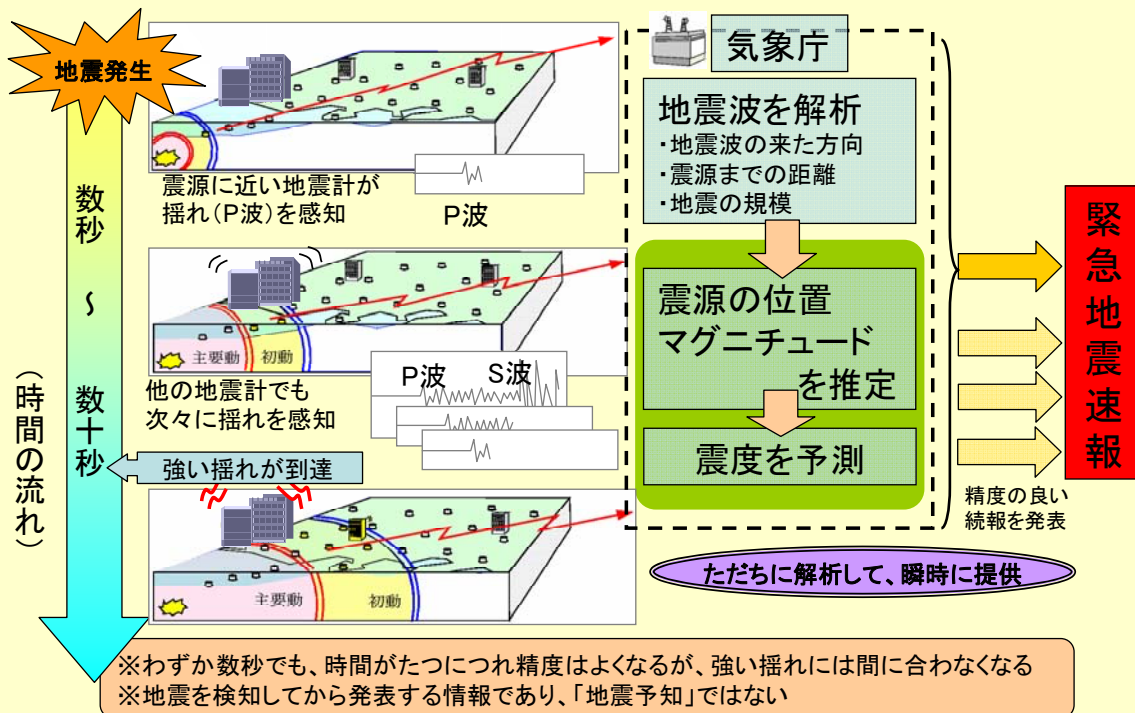 地震発生
数秒
~
数十秒
(時間の流れ)
震源に近い地震計が
揺れ(P波)を感知
P波
主要動
初動
他の地震計でも
次々に揺れを感知
P波
S波
強い揺れが到達
主要動
初動
気象庁
地震波を解析
・地震波の来た方向
・震源までの距離
・地震の規模
震源の位置
マグニチュード
を推定
震度を予測
緊急地震速報
精度の良い
続報を発表
ただちに解析して、瞬時に提供
※わずか数秒でも、時間がたつにつれ精度はよくなるが、強い揺れには間に合わなくなる
※地震を検知してから発表する情報であり、「地震予知」ではない